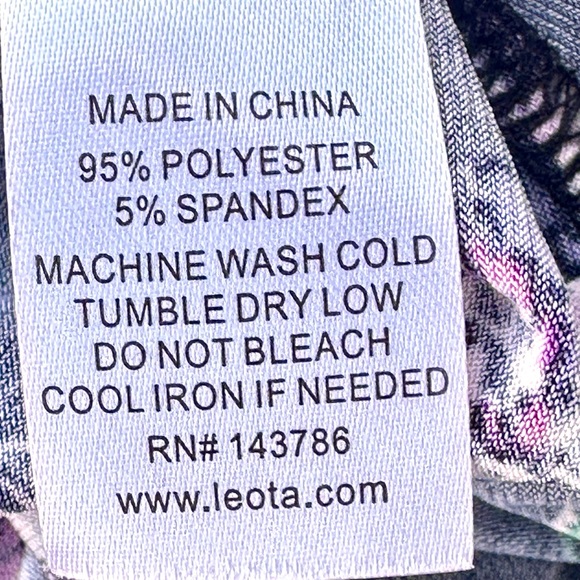 MADE IN CHINA
95% POLYESTER
5% SPANDEX
MACHINE WASH COLD
TUMBLE DRY LOW
DO NOT BLEACH
COOL IRON IF NEEDED
RN# 143786
www.leota.com